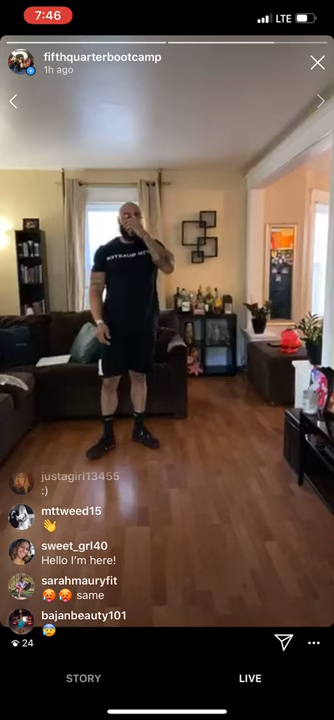 7:46
LTE
fifthquarterbootcamp
1h ago
justagirl13455
:)
mttweed15
👋
sweet_grl40
Hello I'm here!
sarahmauryfit
🥵🥵 same
bajanbeauty101
😰
24
STORY
LIVE